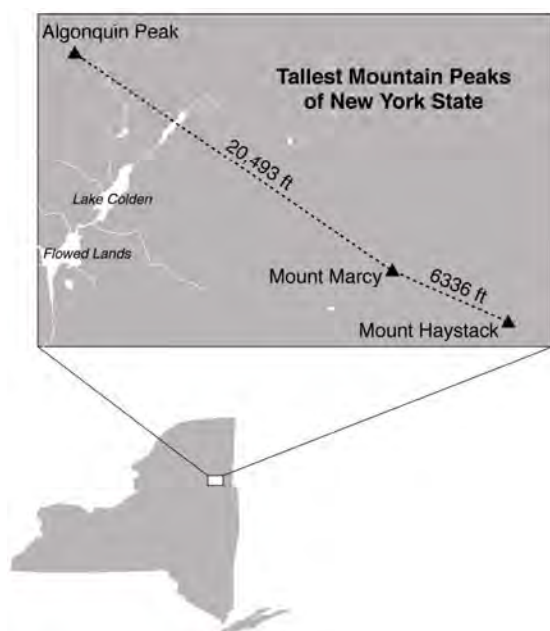 Algonquin Peak
Tallest Mountain Peaks
of New York State
20,493 ft
Lake Colden
Flowed Lands
Mount Marcy
6336 ft
Mount Haystack